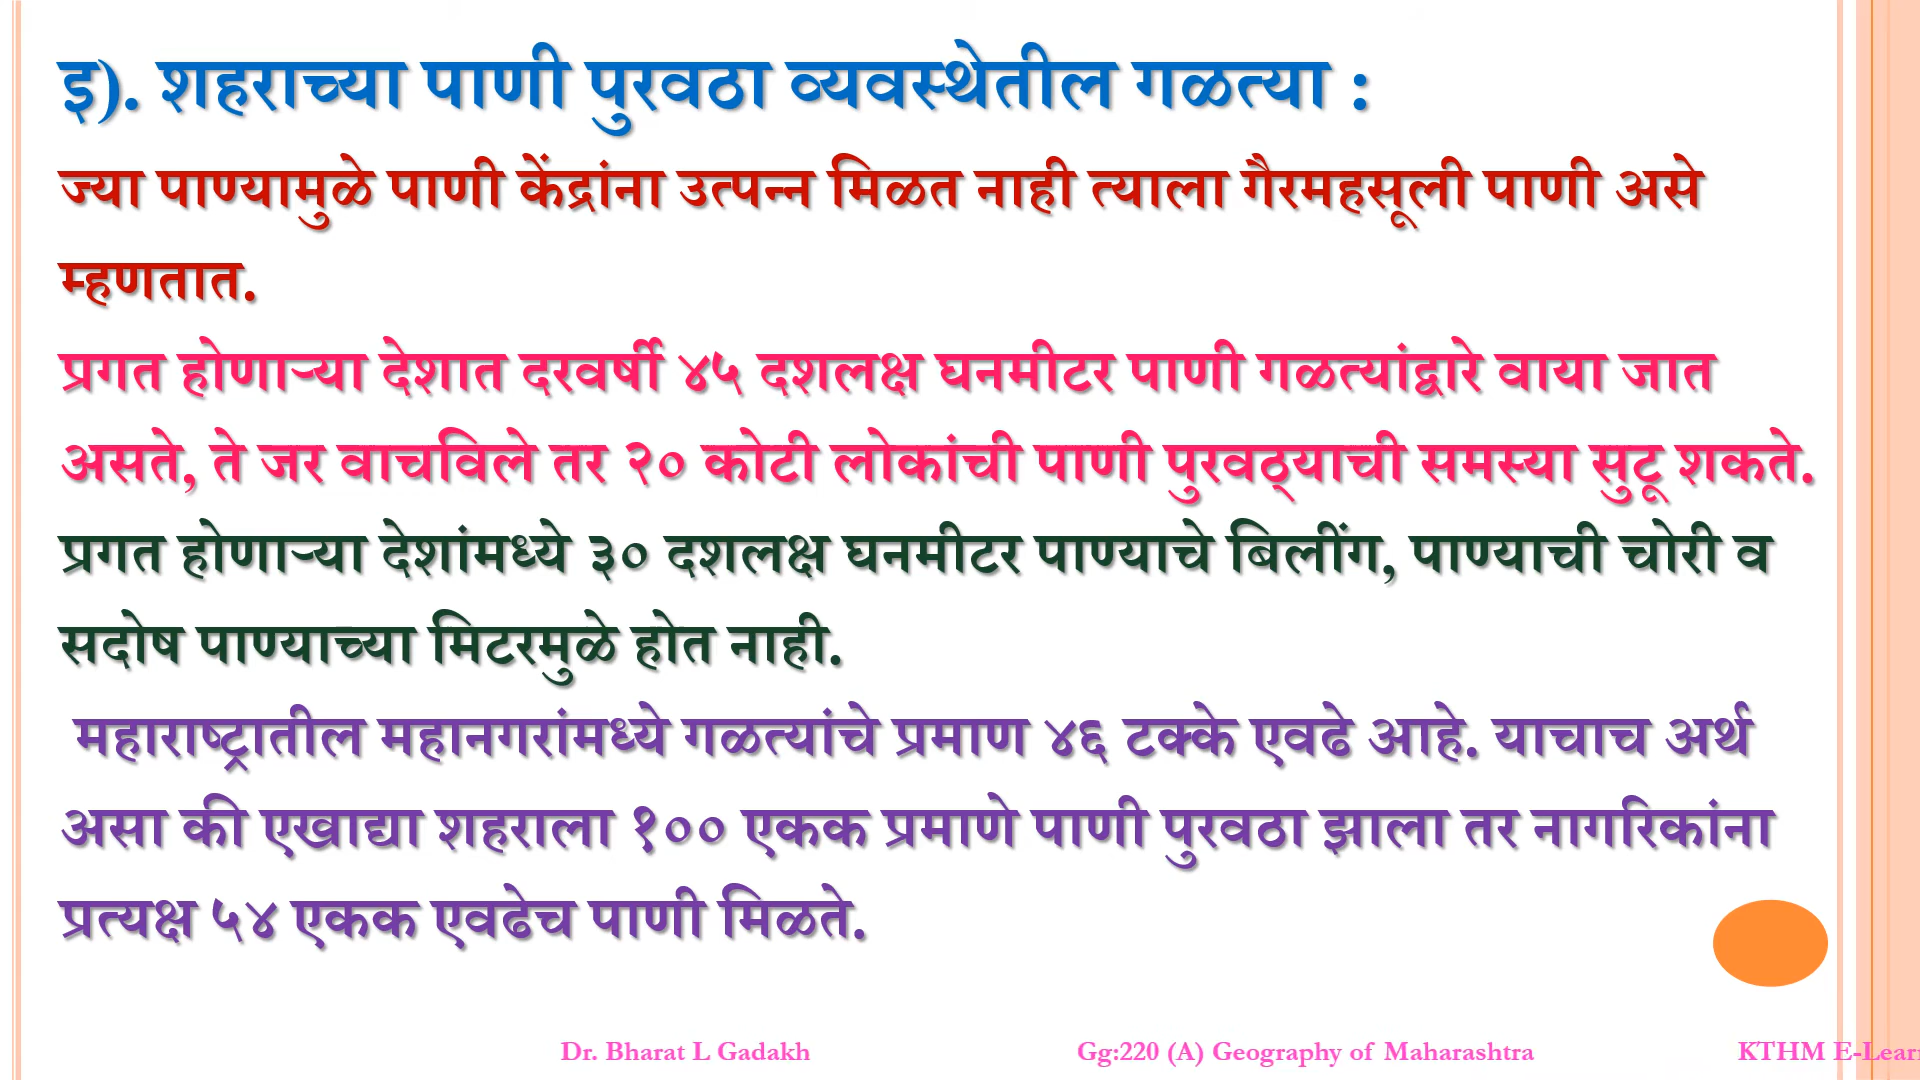 इ). शहराच्या पाणी पुरवठा व्यवस्थेतील गळत्या :
ज्या पाण्यामुळे पाणी केंद्रांना उत्पन्न मिळत नाही त्याला गैरमहसूली पाणी असे
म्हणतात.
प्रगत होणाऱ्या देशात दरवर्षी ४५ दशलक्ष घनमीटर पाणी गळत्यांद्वारे वाया जात
असते, ते जर वाचविले तर २० कोटी लोकांची पाणी पुरवठ्याची समस्या सुटू शकते.
प्रगत होणाऱ्या देशांमध्ये ३० दशलक्ष घनमीटर पाण्याचे बिलींग, पाण्याची चोरी व
सदोष पाण्याच्या मिटरमुळे होत नाही.
महाराष्ट्रातील महानगरांमध्ये गळत्यांचे प्रमाण ४६ टक्के एवढे आहे. याचाच अर्थ
असा की एखाद्या शहराला १०० एकक प्रमाणे पाणी पुरवठा झाला तर नागरिकांना
प्रत्यक्ष ५४ एकक एवढेच पाणी मिळते.
Dr. Bharat L Gadakh Gg:220 (A) Geography of Maharashtra KTHM